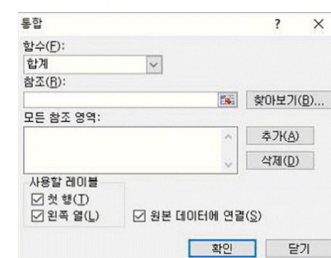 통합 ? ×
함수(F):
합계
참조(R):
찾아보기(B)...
모든 참조 영역:
추가(A)
삭제(D)
사용할 레이블
첫 행(T)
왼쪽 열(L) 원본 데이터에 연결(S)
확인 닫기